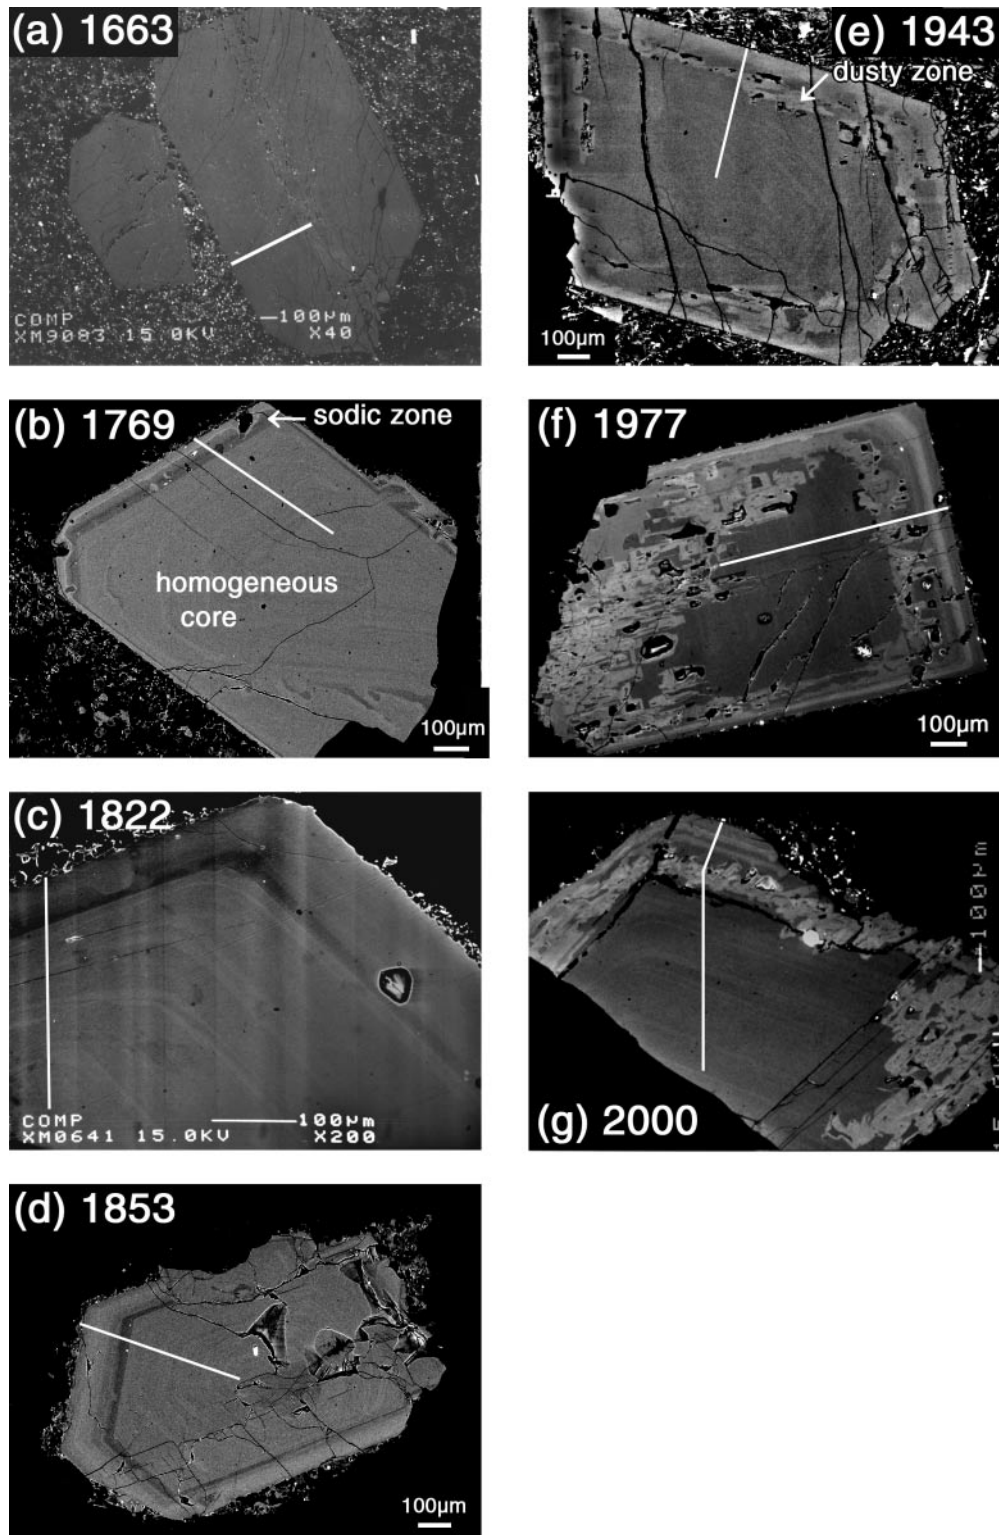 (a) 1663
100µm
COMP
XM9083 15.0KV X40
(b) 1769
sodic zone
homogeneous
core
100µm
(c) 1822
COMP 100µm
XM0641 15.0KV X200
(d) 1853
100µm
(e) 1943
dusty zone
100µm
(f) 1977
100µm
(g) 2000
100µm